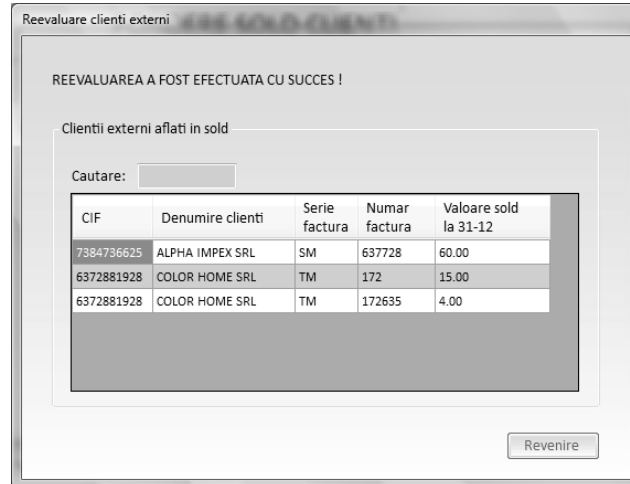 Reevaluare clienti externi
REEVALUAREA A FOST EFECTUATA CU SUCCES !
Clientii externi aflati in sold
Cautare:
CIF Denumire clienti Serie factura Numar factura Valoare sold la 31-12
7384736625 ALPHA IMPEX SRL SM 637728 60.00
6372881928 COLOR HOME SRL TM 172 15.00
6372881928 COLOR HOME SRL TM 172635 4.00
Revenire